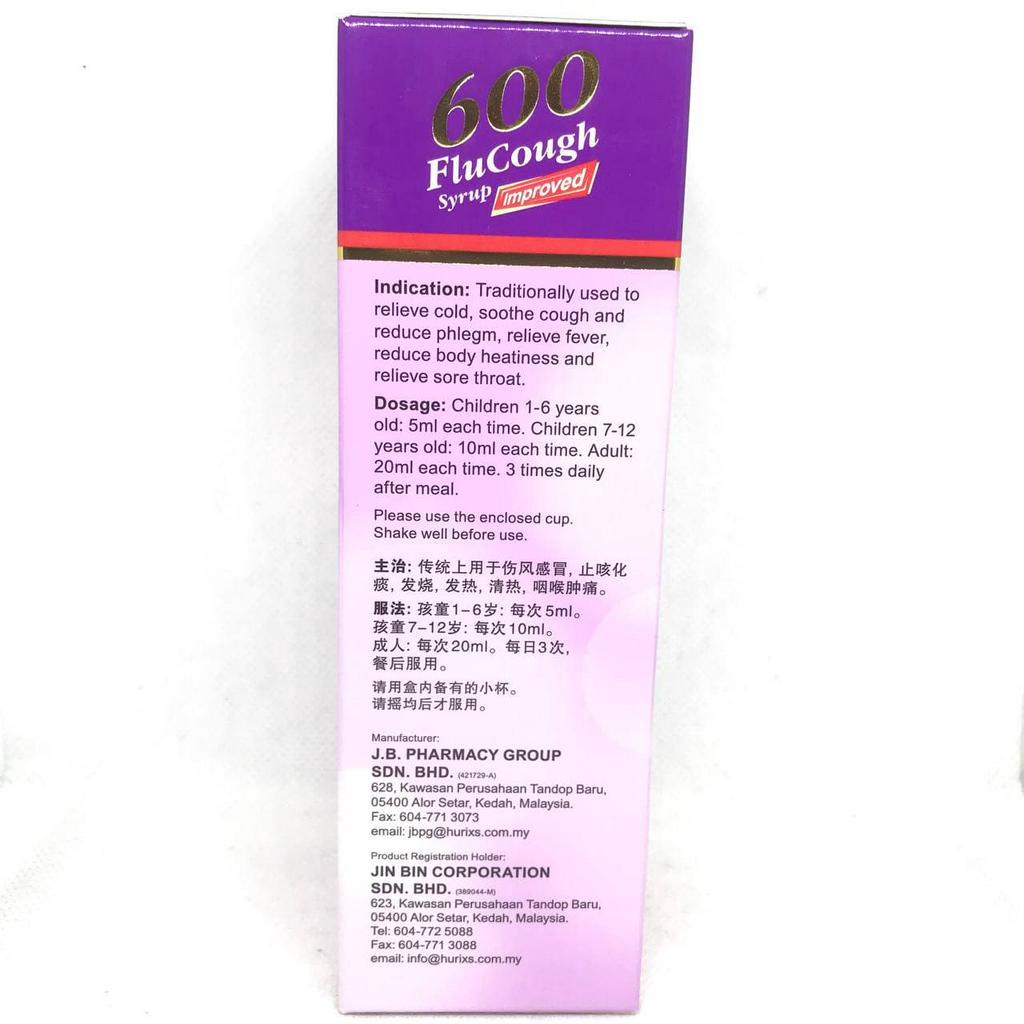 600
FluCough
Syrup Improved
Indication: Traditionally used to
relieve cold, soothe cough and
reduce phlegm, relieve fever,
reduce body heatiness and
relieve sore throat.
Dosage: Children 1-6 years
old: 5ml each time. Children 7-12
years old: 10ml each time. Adult:
20ml each time. 3 times daily
after meal.
Please use the enclosed cup.
Shake well before use.
主治: 传统上用于伤风感冒, 止咳化
痰, 发烧, 发热, 清热, 咽喉肿痛。
服法: 孩童1-6岁: 每次5ml。
孩童7-12岁: 每次10ml。
成人: 每次20ml。每日3次,
餐后服用。
请用盒内备有的小杯。
请摇均后才服用。
Manufacturer:
J.B. PHARMACY GROUP
SDN. BHD. (421729-A)
628, Kawasan Perusahaan Tandop Baru,
05400 Alor Setar, Kedah, Malaysia.
Fax: 604-771 3073
email: jbpg@hurixs.com.my
Product Registration Holder:
JIN BIN CORPORATION
SDN. BHD. (389044-M)
623, Kawasan Perusahaan Tandop Baru,
05400 Alor Setar, Kedah, Malaysia.
Tel: 604-772 5088
Fax: 604-771 3088
email: info@hurixs.com.my